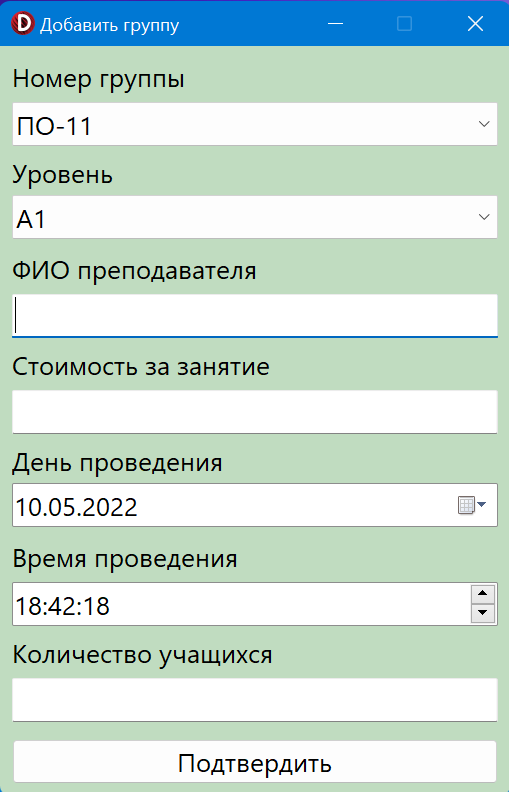 Добавить группу
Номер группы
ПО-11
Уровень
A1
ФИО преподавателя
Стоимость за занятие
День проведения
10.05.2022
Время проведения
18:42:18
Количество учащихся
Подтвердить